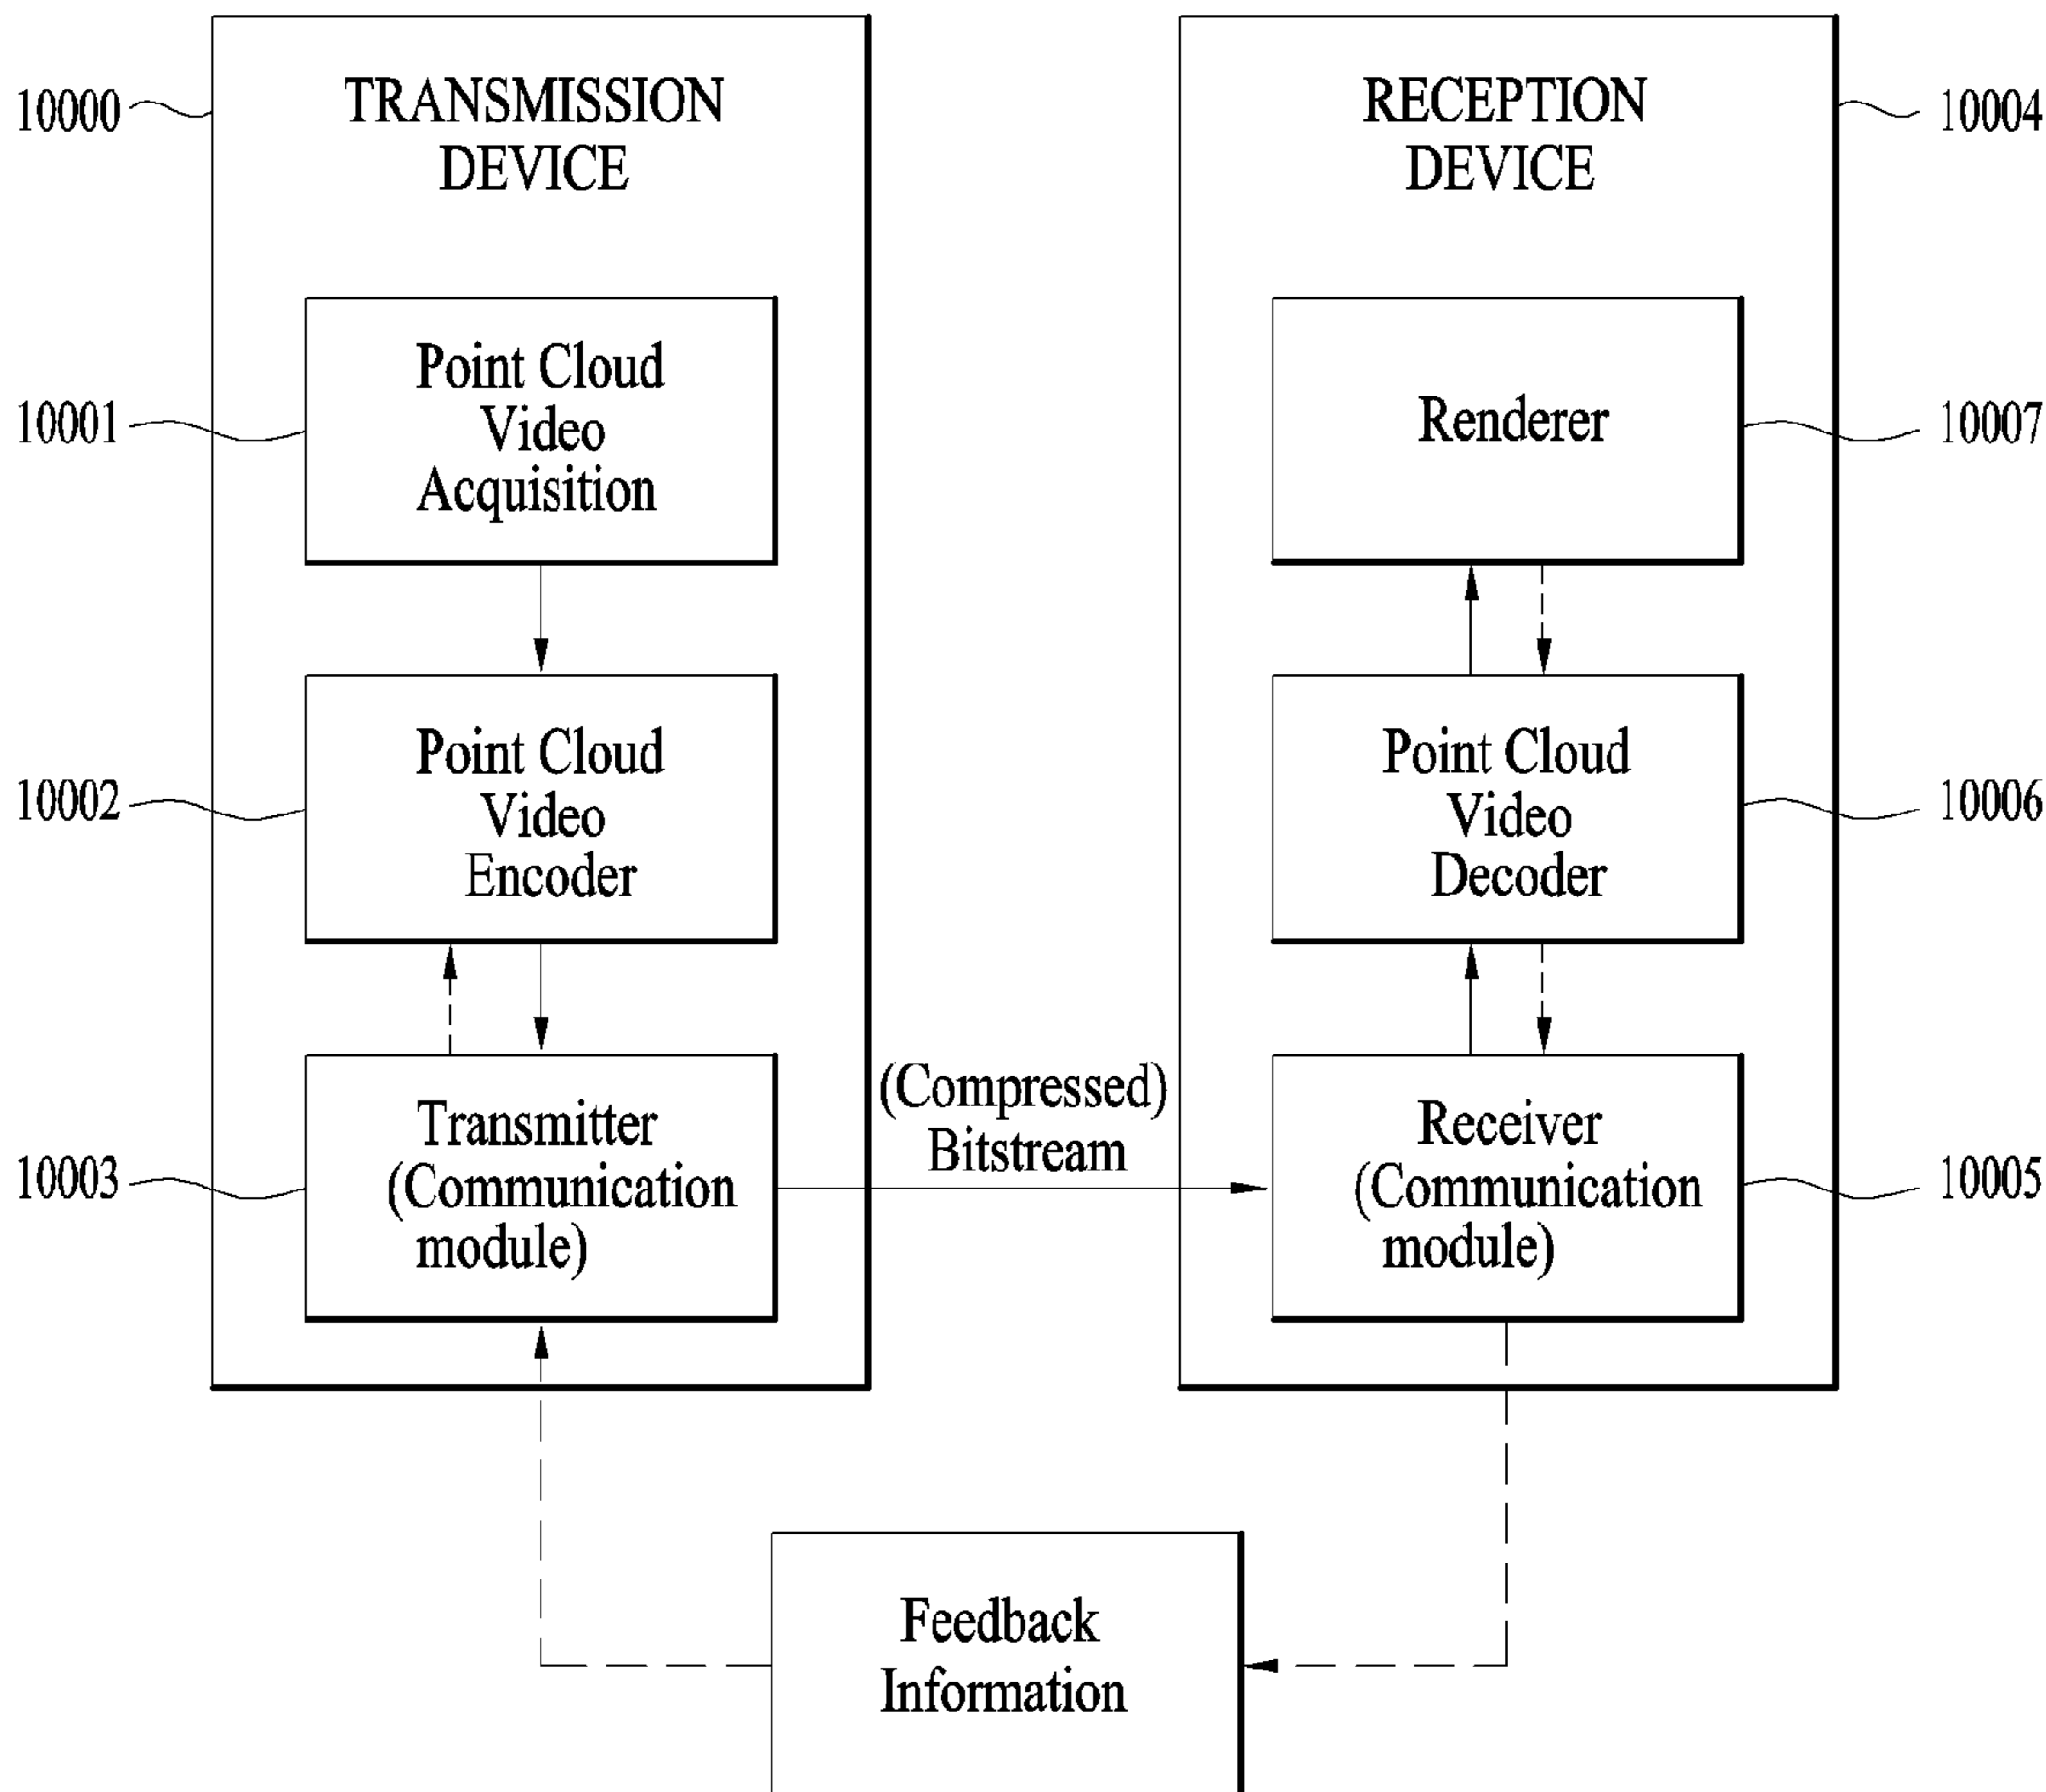 10000
TRANSMISSION
DEVICE
10001
Point Cloud
Video
Acquisition
10002
Point Cloud
Video
Encoder
10003
Transmitter
(Communication
module)
(Compressed)
Bitstream
RECEPTION
DEVICE
10004
Renderer
10007
Point Cloud
Video
Decoder
10006
Receiver
(Communication
module)
10005
Feedback
Information